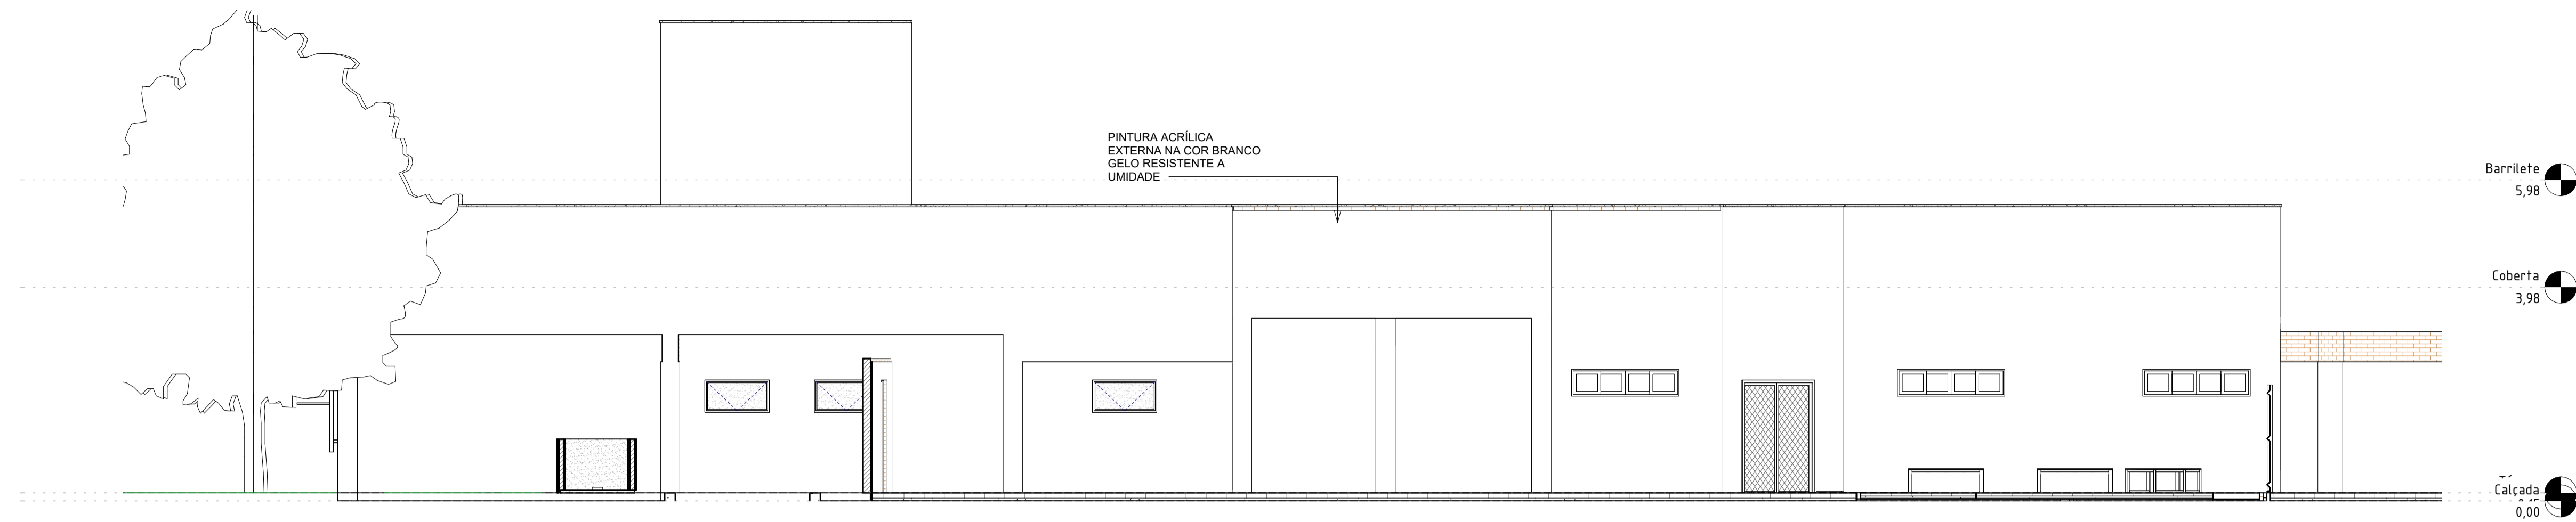 PINTURA ACRÍLICA
EXTERNA NA COR BRANCO
GELO RESISTENTE A
UMIDADE
Barrilete
5,98
Coberta
3,98
Calçada
0,00